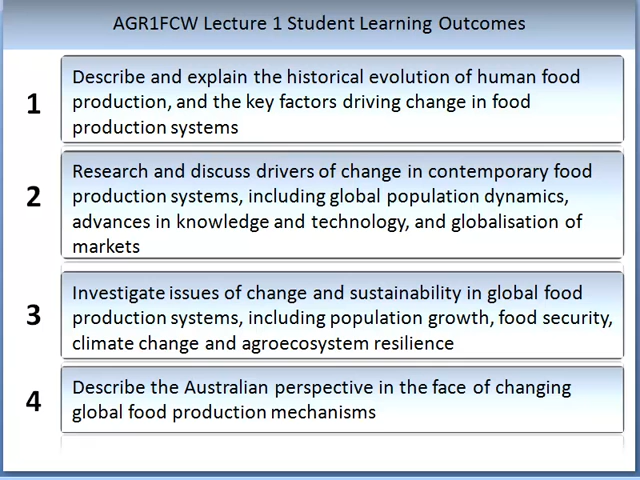 AGR1FCW Lecture 1 Student Learning Outcomes
1
Describe and explain the historical evolution of human food
production, and the key factors driving change in food
production systems
2
Research and discuss drivers of change in contemporary food
production systems, including global population dynamics,
advances in knowledge and technology, and globalisation of
markets
3
Investigate issues of change and sustainability in global food
production systems, including population growth, food security,
climate change and agroecosystem resilience
4
Describe the Australian perspective in the face of changing
global food production mechanisms